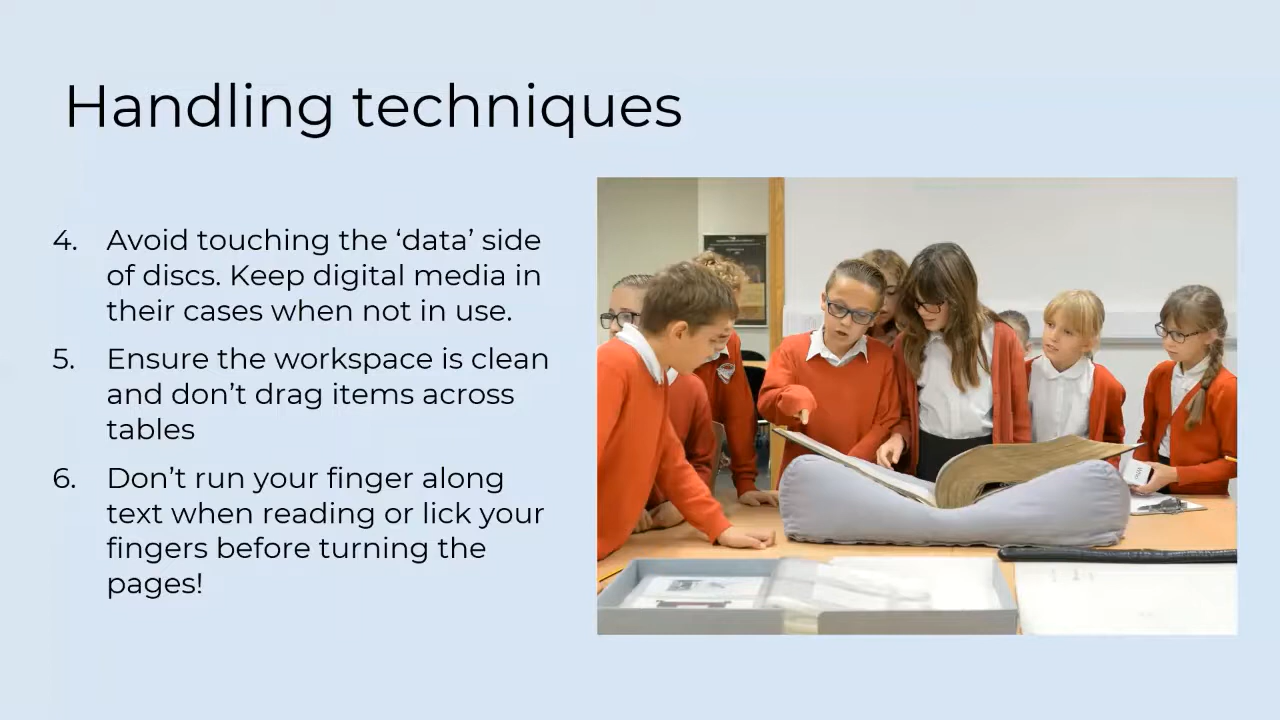 Handling techniques
4. Avoid touching the ‘data’ side
of discs. Keep digital media in
their cases when not in use.
5. Ensure the workspace is clean
and don’t drag items across
tables
6. Don’t run your finger along
text when reading or lick your
fingers before turning the
pages!